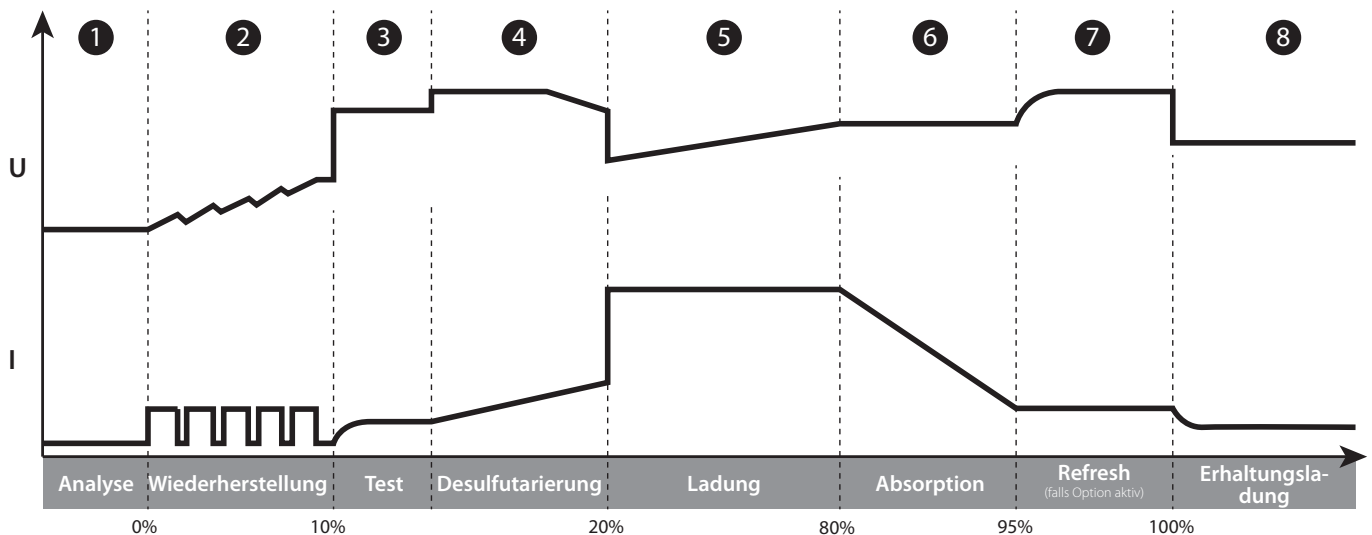 1 2 3 4 5 6 7 8
U
I
Analyse Wiederherstellung Test Desulfutarierung Ladung Absorption Refresh Erhaltungsla-
(falls Option aktiv) dung
0% 10% 20% 80% 95% 100%